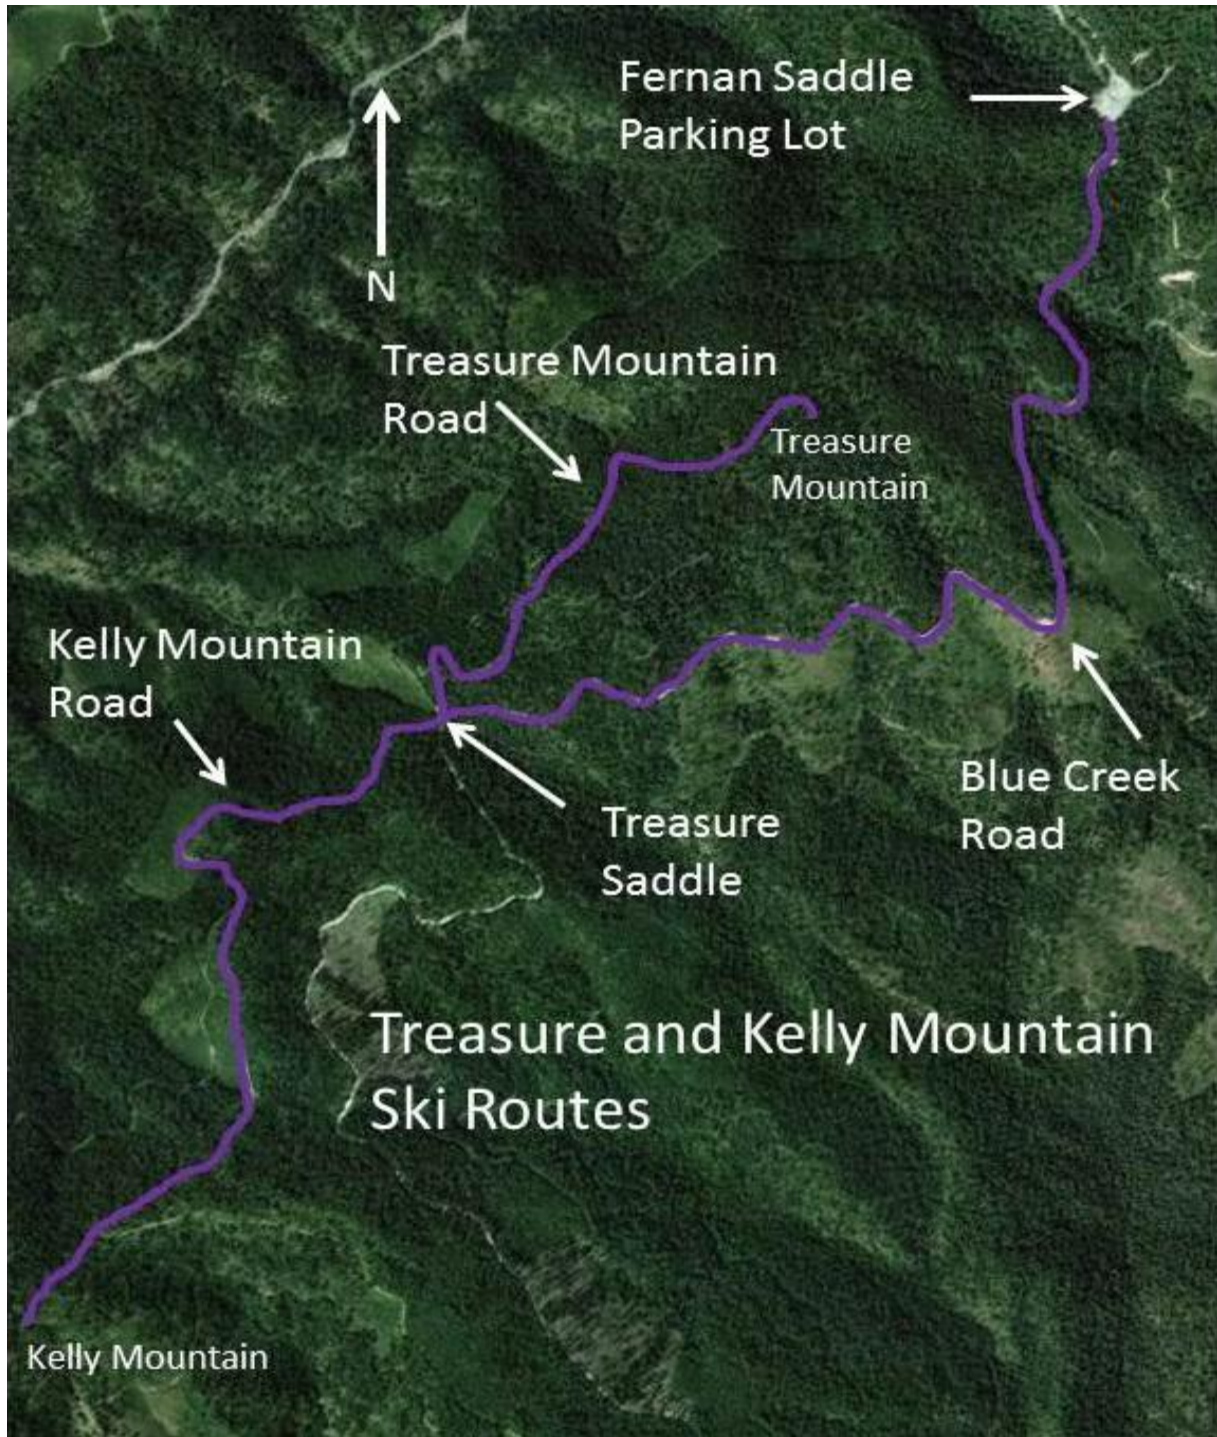 Fernan Saddle
Parking Lot
N
Treasure Mountain
Road
Treasure
Mountain
Kelly Mountain
Road
Blue Creek
Road
Treasure
Saddle
Treasure and Kelly Mountain
Ski Routes
Kelly Mountain